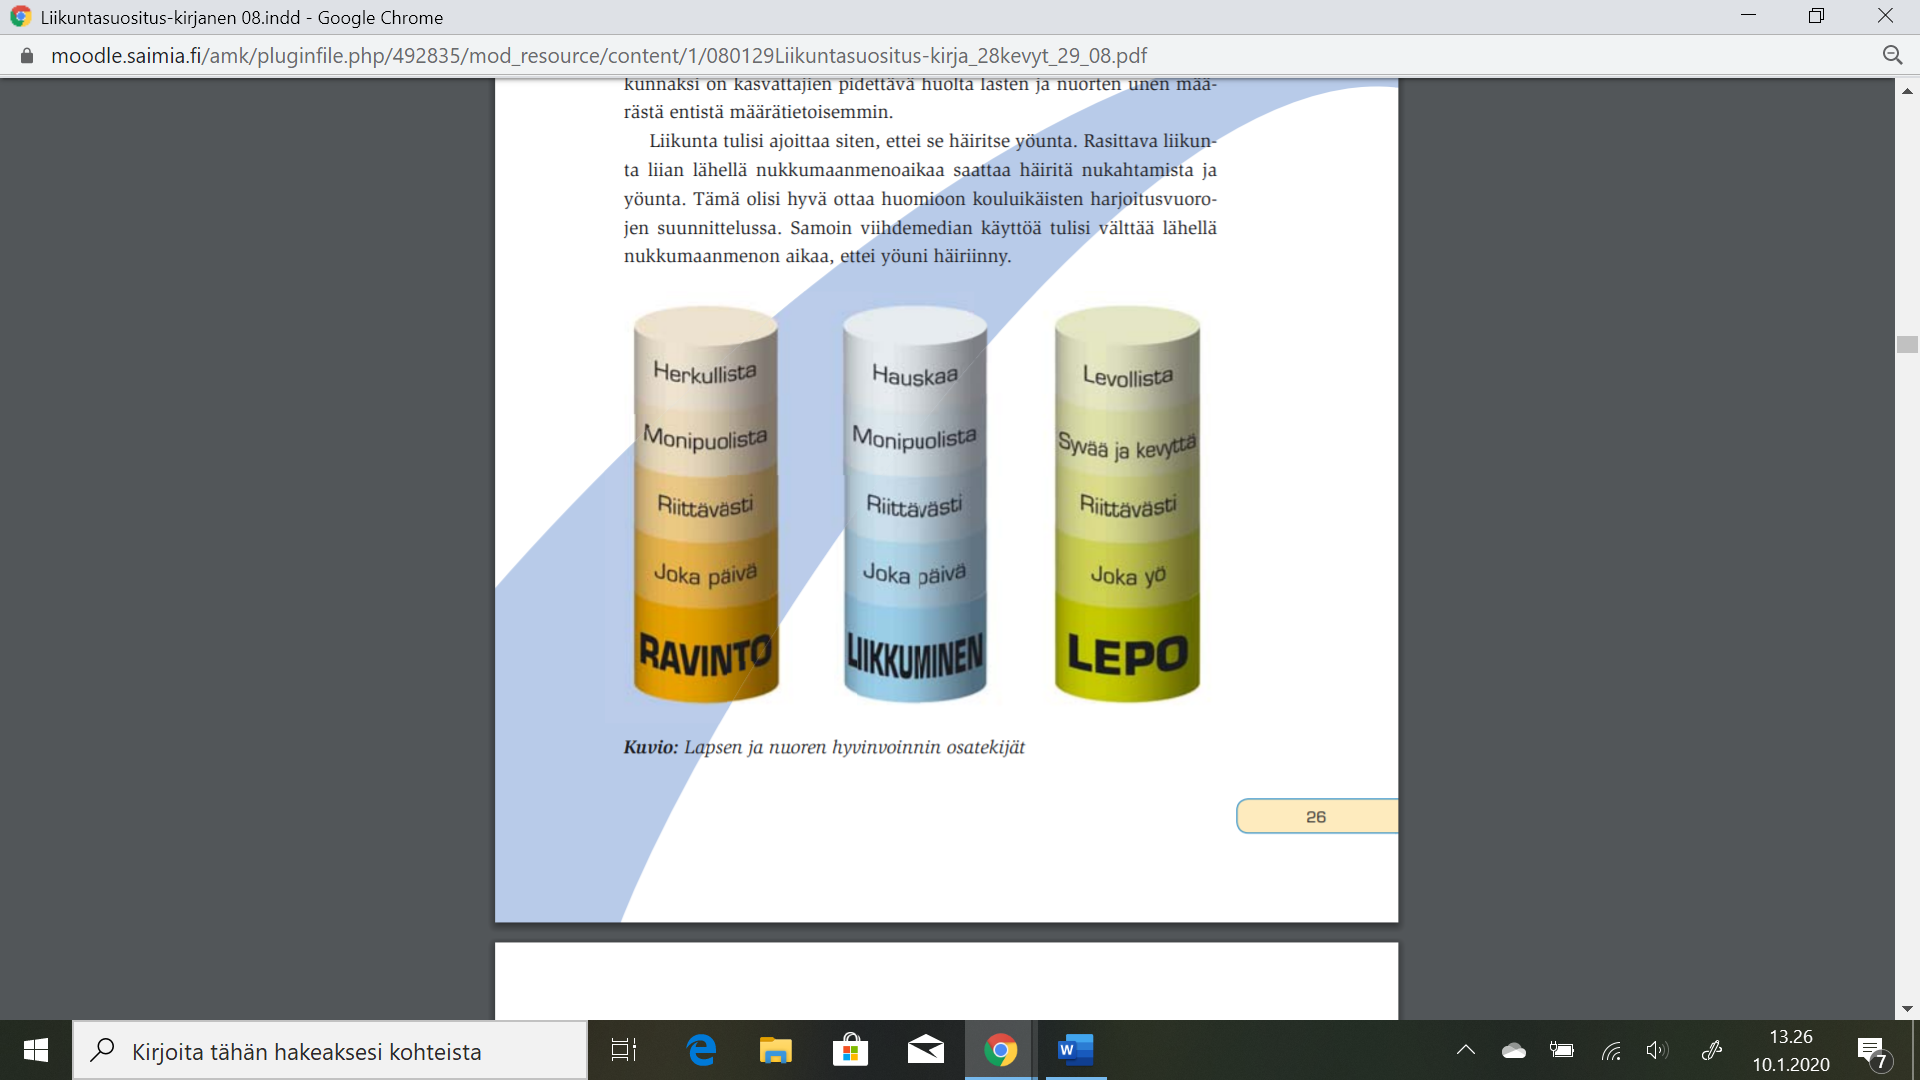 Liikuntasuositus-kirjanen 08.indd - Google Chrome
moodle.saimia.fi/amk/pluginfile.php/492835/mod_resource/content/1/080129Liikuntasuositus-kirja_28kevyt_29_08.pdf
kunnaksi on kasvattajien pidettävä huolta lasten ja nuorten unen mää-
rästä entistä määrätietoisemmin.
Liikunta tulisi ajoittaa siten, ettei se häiritse yöunta. Rasittava liikun-
ta liian lähellä nukkumaanmenoaikaa saattaa häiritä nukahtamista ja
yöunta. Tämä olisi hyvä ottaa huomioon kouluikäisten harjoitusvuoro-
jen suunnittelussa. Samoin viihdemedian käyttöä tulisi välttää lähellä
nukkumaanmenon aikaa, ettei yöuni häiriinny.
Herkullista
Monipuolista
Riittävästi
Joka päivä
RAVINTO
Hauskaa
Monipuolista
Riittävästi
Joka päivä
LIIKKUMINEN
Levollista
Syvää ja kevyttä
Riittävästi
Joka yö
LEPO
Kuvio: Lapsen ja nuoren hyvinvoinnin osatekijät
26
Kirjoita tähän hakeaksesi kohteista
W
13.26
10.1.2020
7